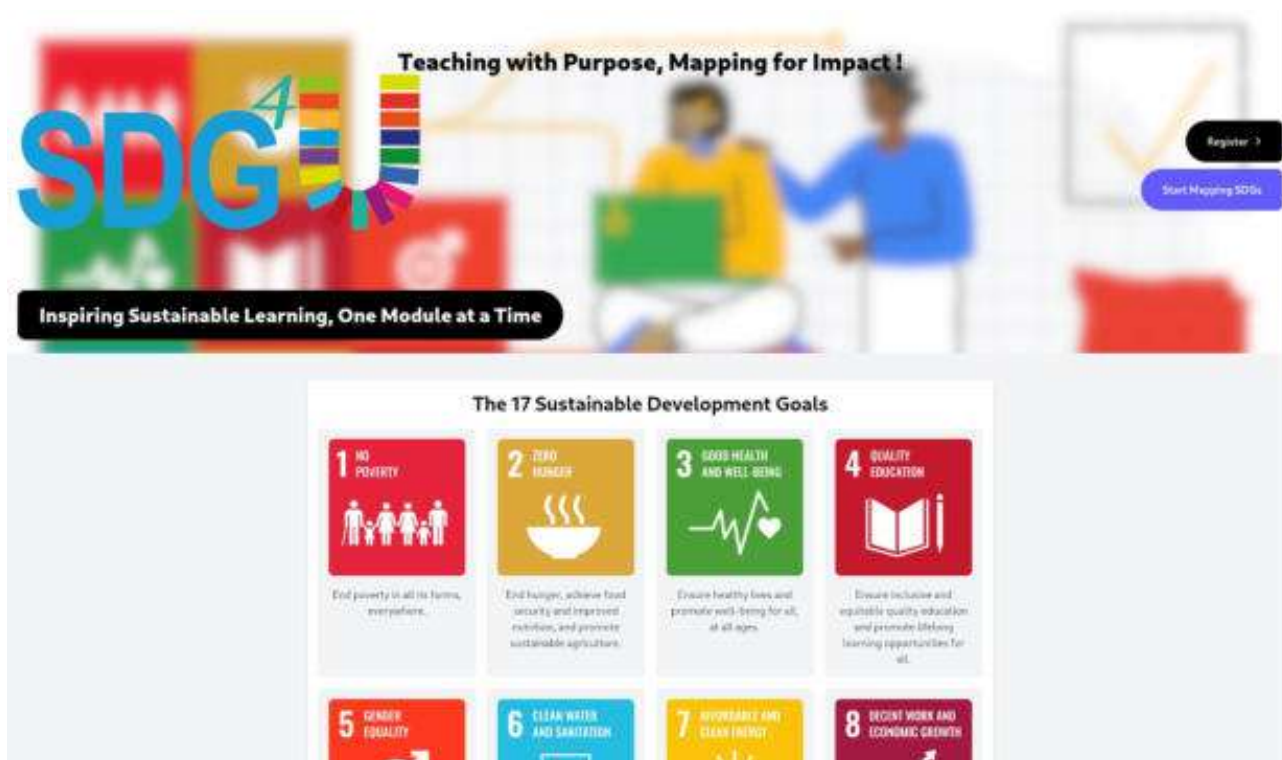 Teaching with Purpose, Mapping for Impact !
SDG4U
Register >
Start Mapping SDGs
Inspiring Sustainable Learning, One Module at a Time
The 17 Sustainable Development Goals
1 NO
POVERTY
2 ZERO
HUNGER
3 GOOD HEALTH
AND WELL-BEING
4 QUALITY
EDUCATION
End poverty in all its forms,
everywhere.
End hunger, achieve food
security and improved
nutrition, and promote
sustainable agriculture.
Ensure healthy lives and
promote well-being for all,
at all ages.
Ensure inclusive and
equitable quality education
and promote lifelong
learning opportunities for
all.
5 GENDER
EQUALITY
6 CLEAN WATER
AND SANITATION
7 AFFORDABLE AND
CLEAN ENERGY
8 DECENT WORK AND
ECONOMIC GROWTH